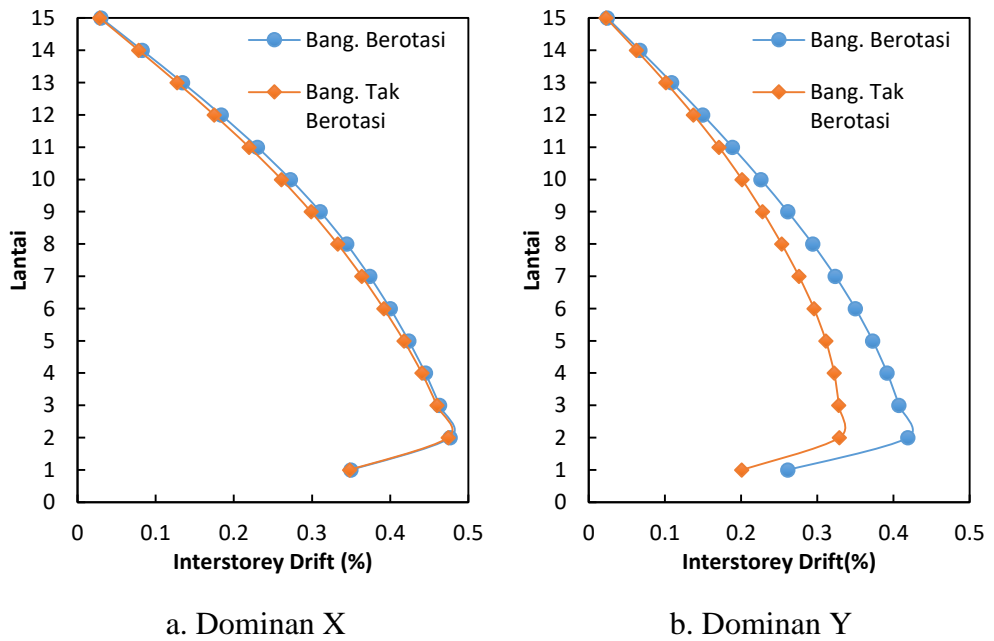 15
14
13
12
11
10
9
8
7
6
5
4
3
2
1
0
Lantai
Bang. Berotasi
Bang. Tak
Berotasi
0 0.1 0.2 0.3 0.4 0.5
Interstorey Drift (%)
a. Dominan X
15
14
13
12
11
10
9
8
7
6
5
4
3
2
1
0
Lantai
Bang. Berotasi
Bang. Tak
Berotasi
0 0.1 0.2 0.3 0.4 0.5
Interstorey Drift(%)
b. Dominan Y